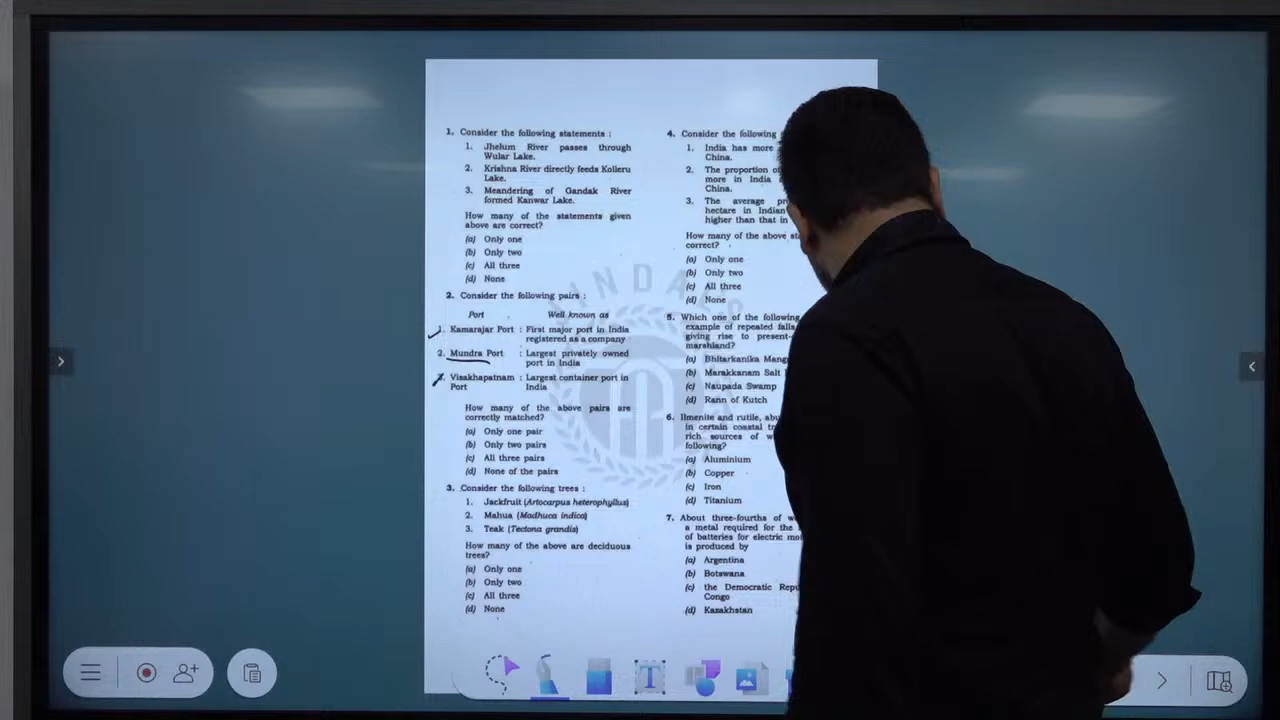 1. Consider the following statements :
1. Jhelum River passes through
Wular Lake.
2. Krishna River directly feeds Kolleru
Lake.
3. Meandering of Gandak River
formed Kanwar Lake.
How many of the statements given
above are correct?
(a) Only one
(b) Only two
(c) All three
(d) None
2. Consider the following pairs :
Port Well known as
1. Kamarajar Port : First major port in India
registered as a company
2. Mundra Port : Largest privately owned
port in India
Visakhapatnam : Largest container port in
Port India
How many of the above pairs are
correctly matched?
(a) Only one pair
(b) Only two pairs
(c) All three pairs
(d) None of the pairs
3. Consider the following trees :
1. Jackfruit (Artocarpus heterophyllus)
2. Mahua (Madhuca indica)
3. Teak (Tectona grandis)
How many of the above are deciduous
trees?
(a) Only one
(b) Only two
(c) All three
(d) None
4. Consider the following
1. India has more
China.
2. The proportion of
more in India
China.
3. The average
hectare in Indian
higher than that in
How many of the above
correct?
(a) Only one
(b) Only two
(c) All three
(d) None
5. Which one of the following
example of repeated falls
giving rise to
marshland?
(a) Bhitarkanika
(b) Marakkanam Salt
(c) Naupada Swamp
(d) Rann of Kutch
6. Ilmenite and rutile,
in certain coastal
rich sources of
following?
(a) Aluminium
(b) Copper
(c) Iron
(d) Titanium
7. About three-fourths of
a metal required for the
of batteries for electric
is produced by
(a) Argentina
(b) Botswana
(c) the Democratic
Congo
(d) Kazakhstan
T